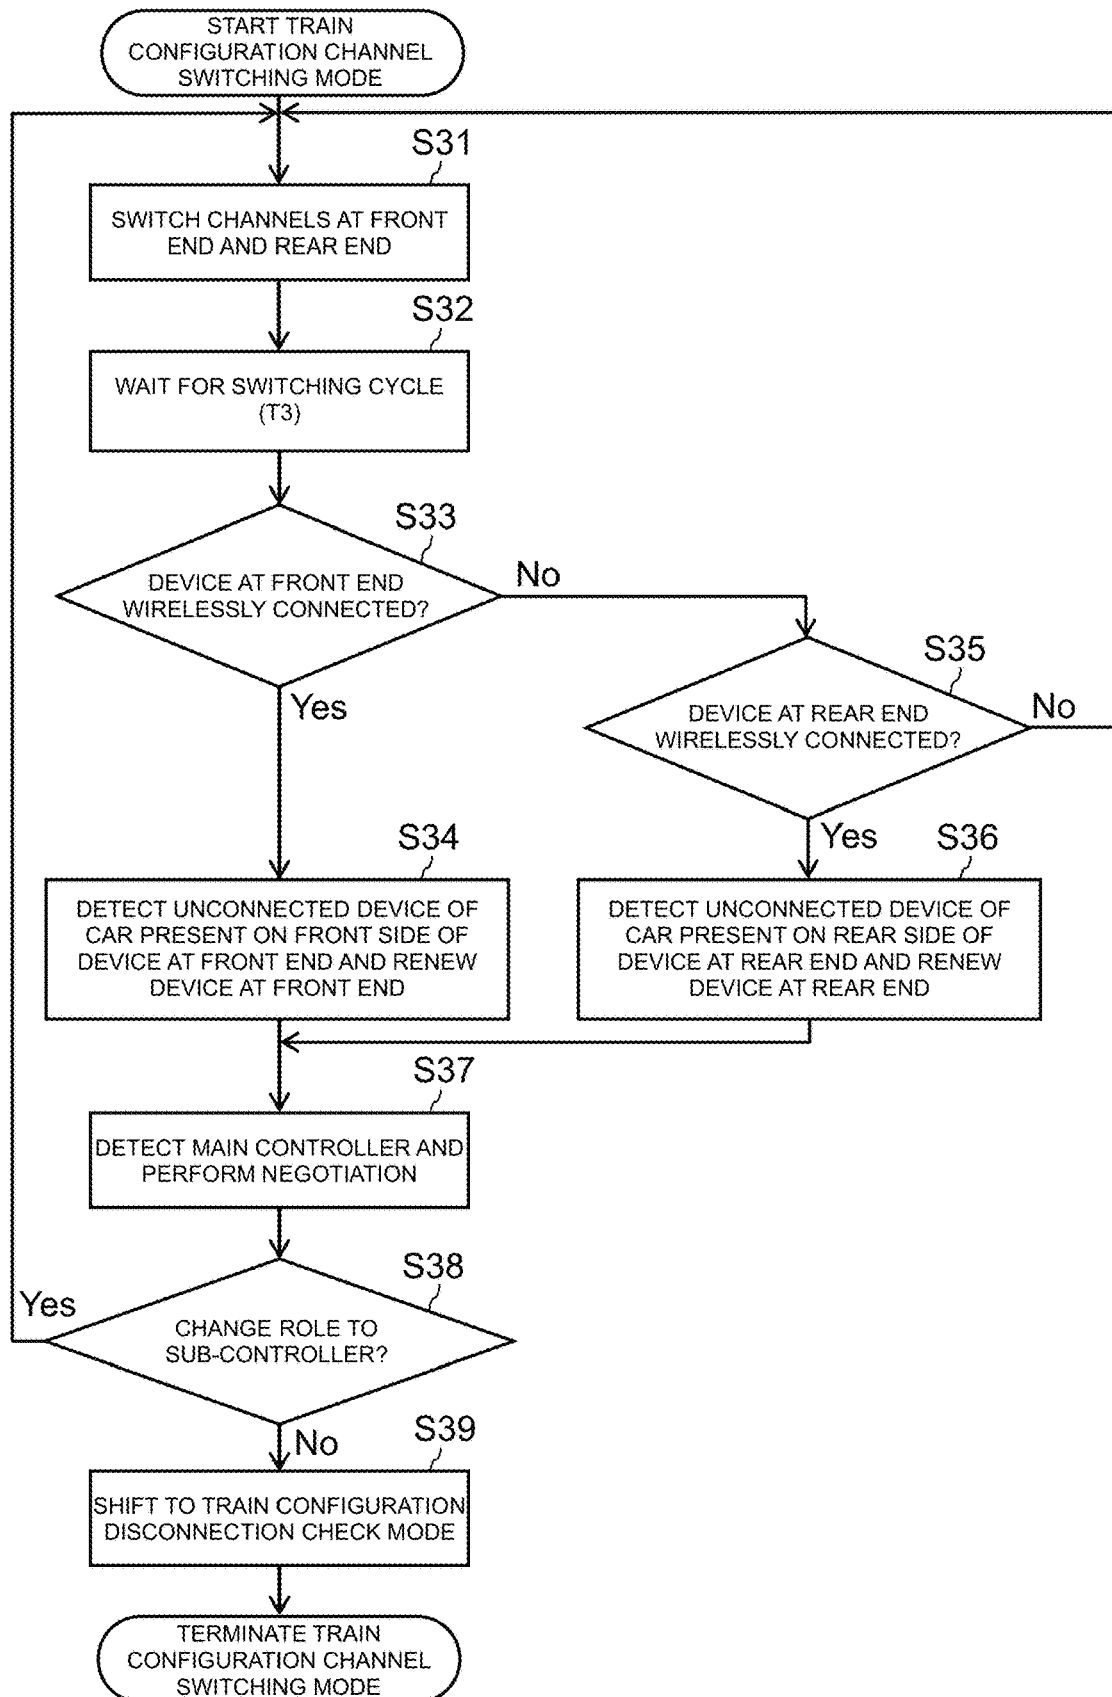 START TRAIN
CONFIGURATION CHANNEL
SWITCHING MODE
S31
SWITCH CHANNELS AT FRONT
END AND REAR END
S32
WAIT FOR SWITCHING CYCLE
(T3)
S33
DEVICE AT FRONT END
WIRELESSLY CONNECTED?
No
Yes
S35
DEVICE AT REAR END
WIRELESSLY CONNECTED?
No
Yes
S34
DETECT UNCONNECTED DEVICE OF
CAR PRESENT ON FRONT SIDE OF
DEVICE AT FRONT END AND RENEW
DEVICE AT FRONT END
S36
DETECT UNCONNECTED DEVICE OF
CAR PRESENT ON REAR SIDE OF
DEVICE AT REAR END AND RENEW
DEVICE AT REAR END
S37
DETECT MAIN CONTROLLER AND
PERFORM NEGOTIATION
S38
Yes
CHANGE ROLE TO
SUB-CONTROLLER?
No
S39
SHIFT TO TRAIN CONFIGURATION
DISCONNECTION CHECK MODE
TERMINATE TRAIN
CONFIGURATION CHANNEL
SWITCHING MODE